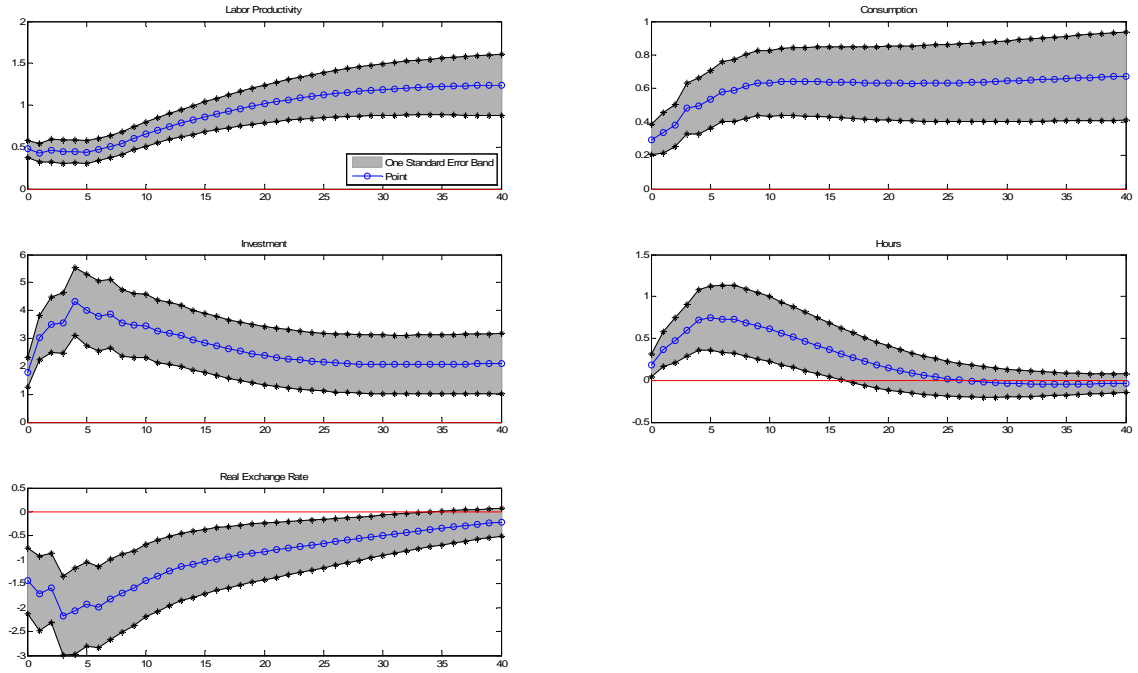 Labor Productivity
2
1.5
1
0.5
0
0 5 10 15 20 25 30 35 40
One Standard Error Band
Point
Consumption
1
0.8
0.6
0.4
0.2
0
0 5 10 15 20 25 30 35 40
Investment
6
5
4
3
2
1
0
0 5 10 15 20 25 30 35 40
Hours
1.5
1
0.5
0
-0.5
0 5 10 15 20 25 30 35 40
Real Exchange Rate
0.5
0
-0.5
-1
-1.5
-2
-2.5
-3
0 5 10 15 20 25 30 35 40